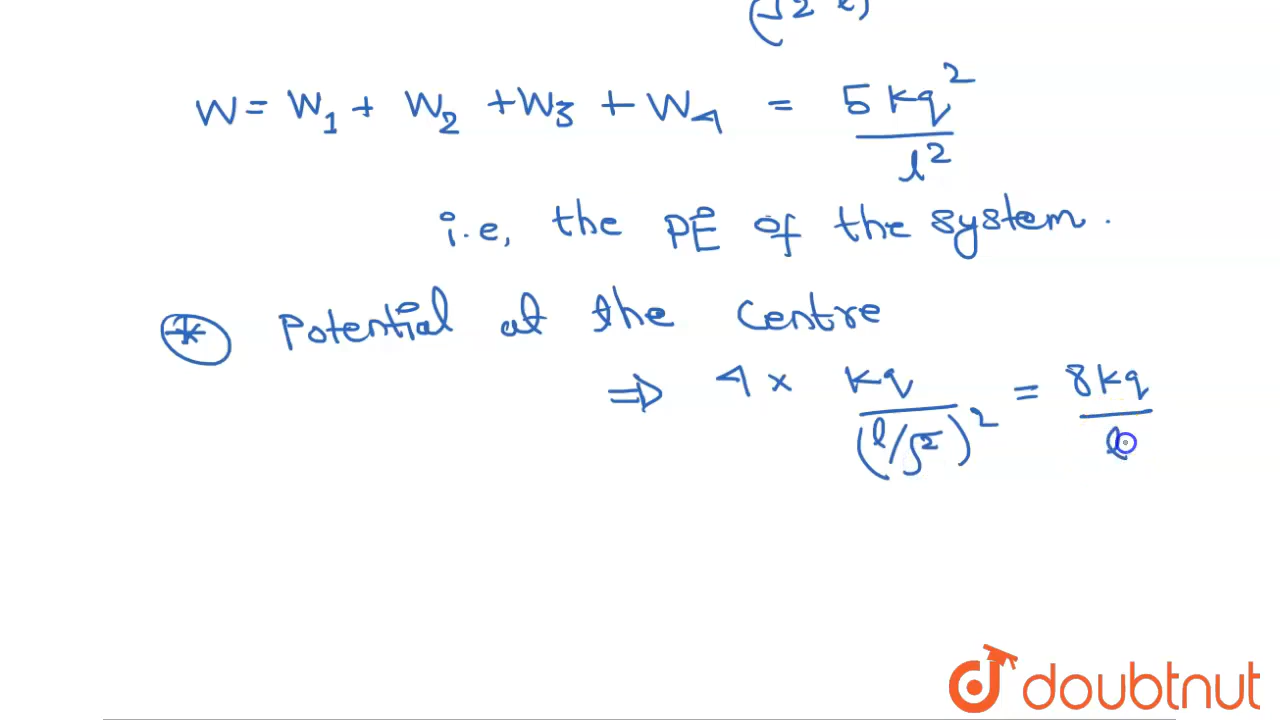 (√2 l)
W = W₁ + W₂ + W₃ + W₄ = 5kq²/l²
i.e, the PE of the system.
* Potential at the Centre
⇒ 4 × kq/(l/√2)² = 8kq/l
doubtnut